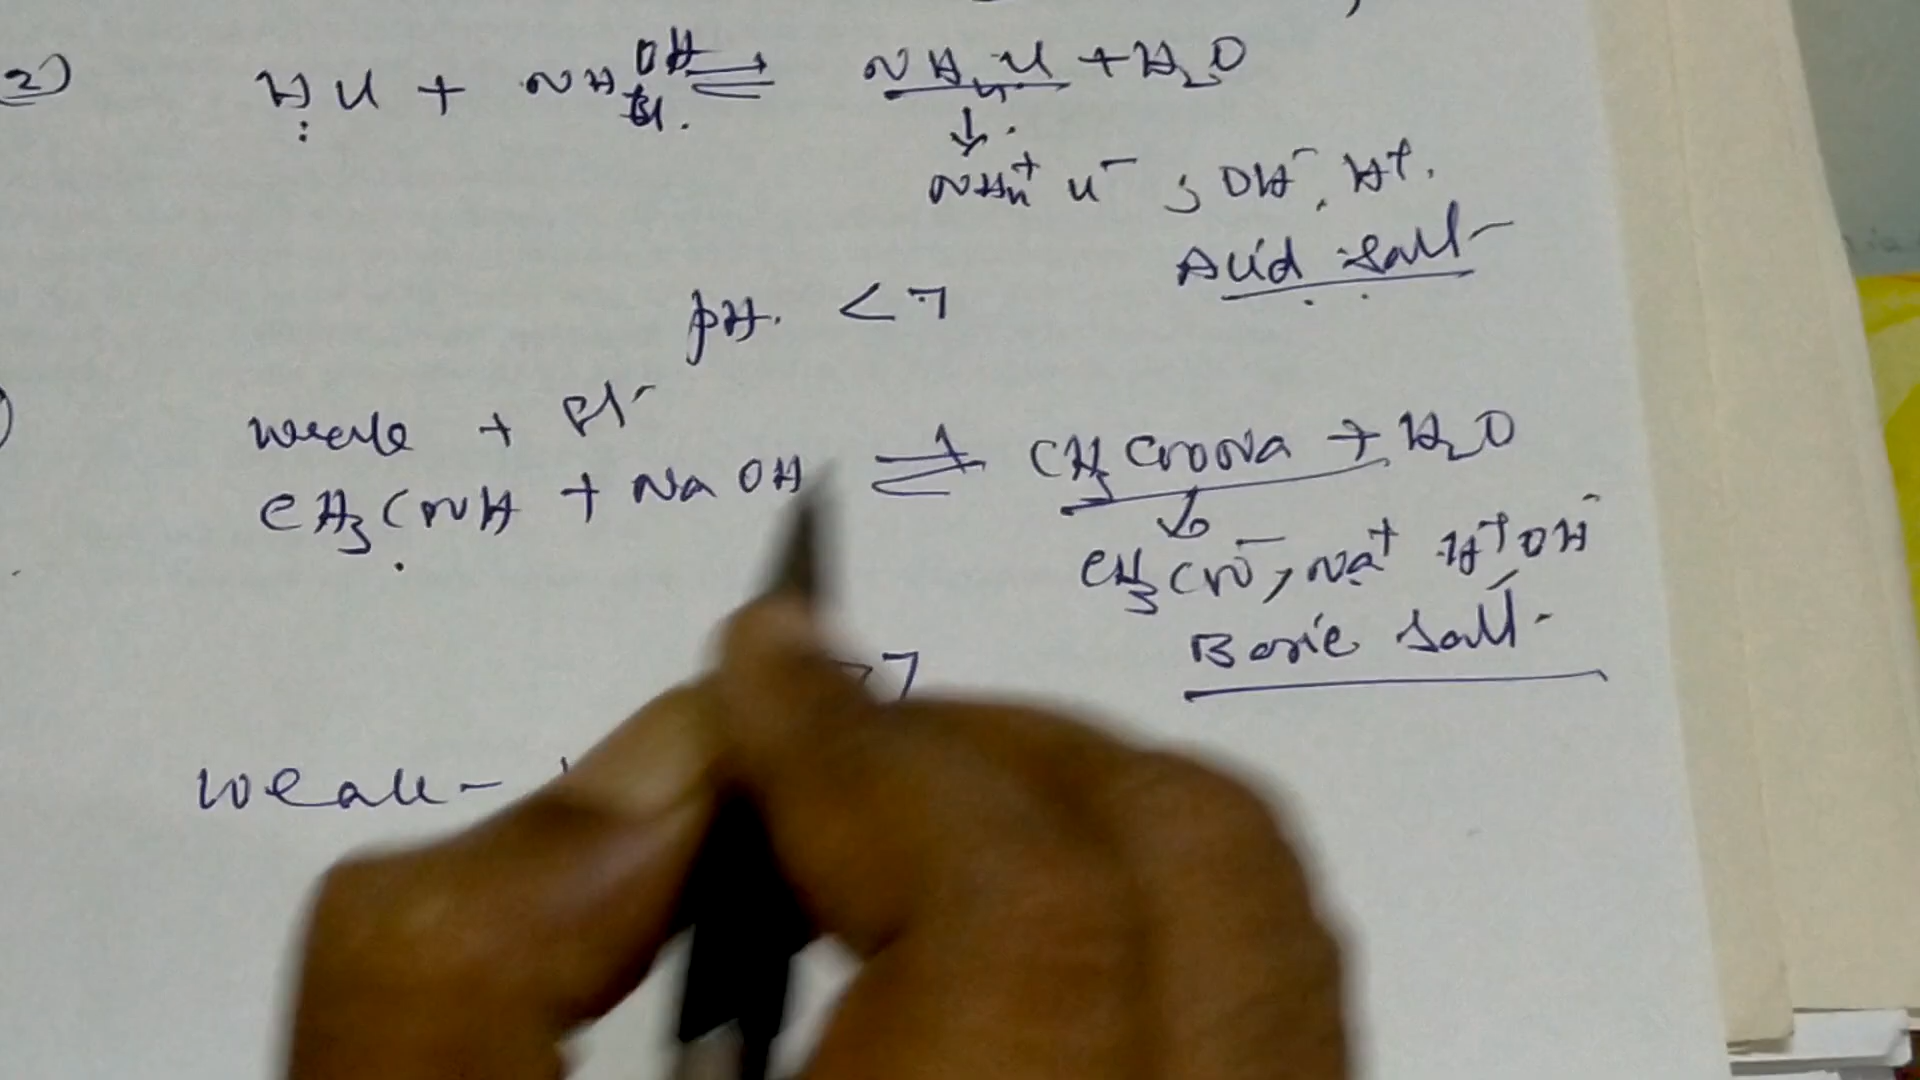 2) HCl + NH4OH ⇌ NH4Cl + H2O
↓
NH4+ Cl- ; OH-, H+.
Acid Salt
pH. < 7
weak + St
CH3COOH + NaOH ⇌ CH3COONa + H2O
↓
CH3COO-, Na+ H+ OH-
Basic Salt
>7
weak -